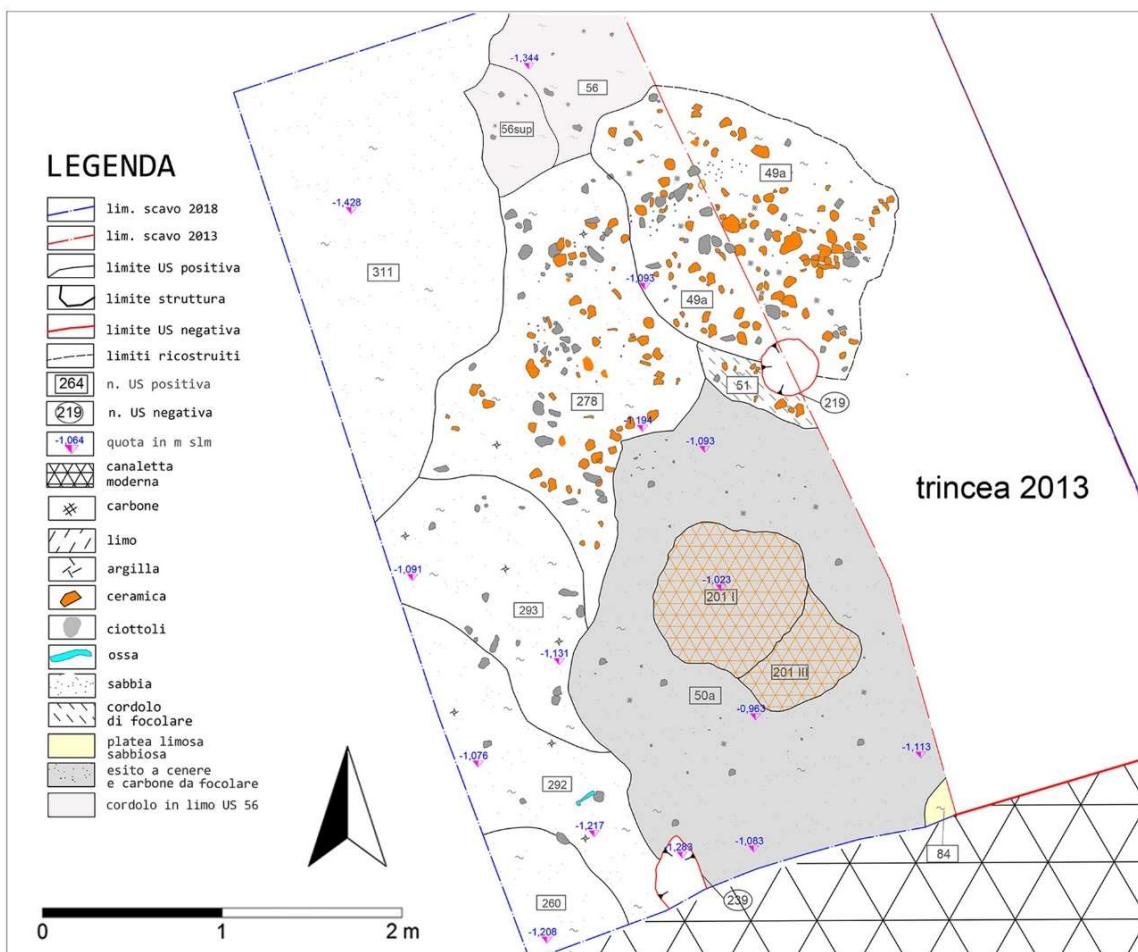 LEGENDA
lim. scavo 2018
lim. scavo 2013
limite US positiva
limite struttura
limite US negativa
limiti ricostruiti
264 n. US positiva
219 n. US negativa
-1,064 quota in m slm
canaletta
moderna
carbone
limo
argilla
ceramica
ciottoli
ossa
sabbia
cordolo
di focolare
platea limosa
sabbiosa
esito a cenere
e carbone da focolare
cordolo in limo US 56
0 1 2 m
-1,344
56
56sup
49a
-1,428
311
-1,093
49a
51
219
278
-1,194
-1,093
trincea 2013
-1,023
201 I
-1,091
293
-1,131
201 III
50a
-0,963
-1,113
-1,076
292
-1,217
-1,283
-1,083
84
239
260
-1,208